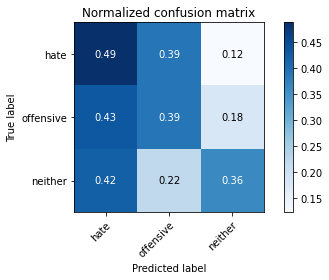 Normalized confusion matrix
True label
hate
0.49 0.39 0.12
offensive
0.43 0.39 0.18
neither
0.42 0.22 0.36
hate
offensive
neither
Predicted label
0.45
0.40
0.35
0.30
0.25
0.20
0.15